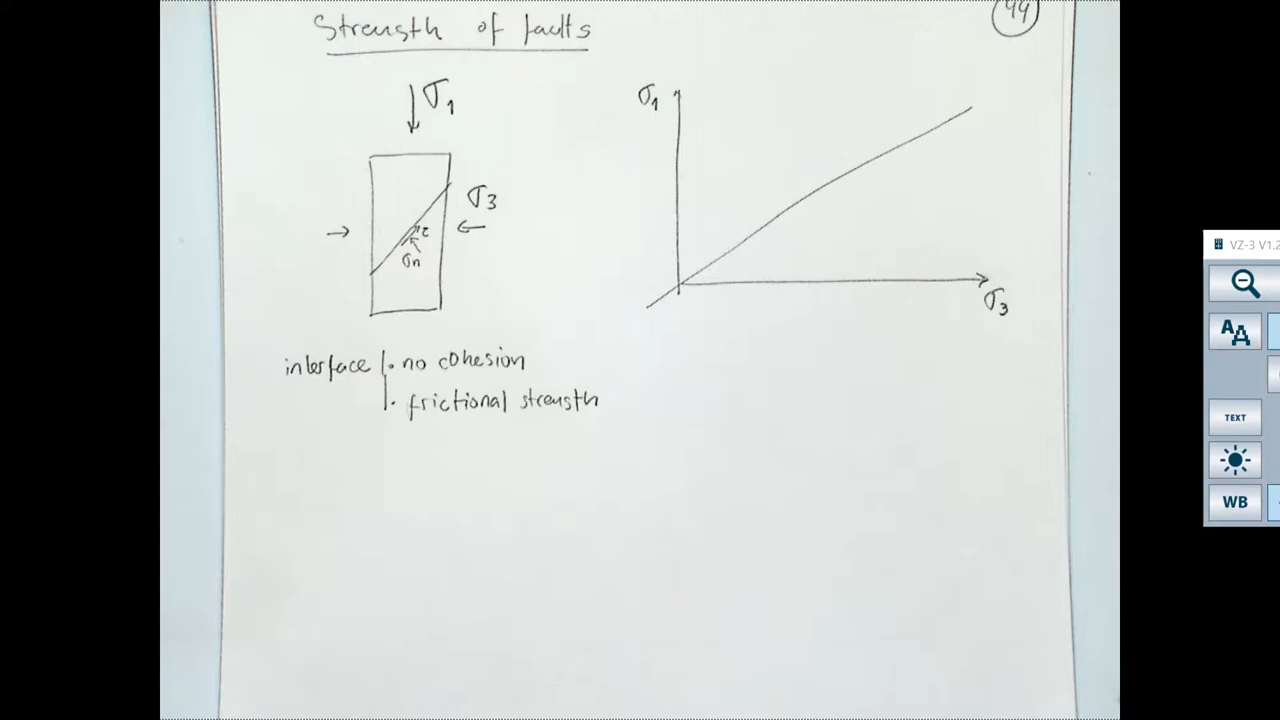 Strength of faults
44
σ1
σ3
τ
σn
σ1
σ3
interface | . no cohesion
. frictional strength
VZ-3 V1.2
AA
TEXT
WB